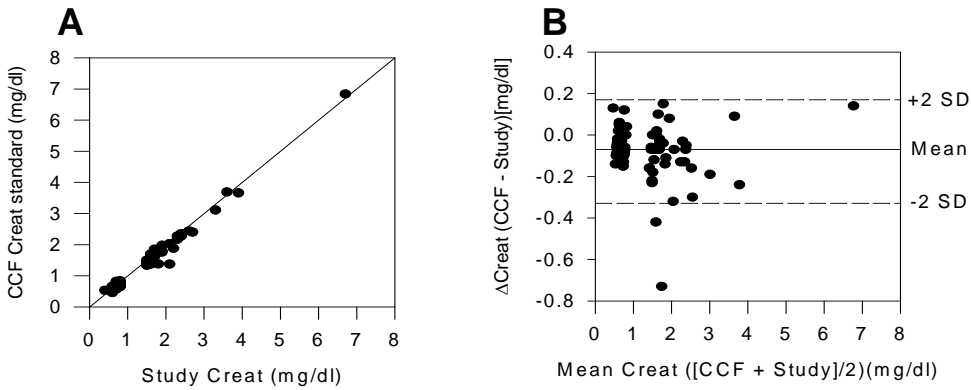 A
CCF Creat standard (mg/dl)
8
7
6
5
4
3
2
1
0
0 1 2 3 4 5 6 7 8
Study Creat (mg/dl)
B
ΔCreat (CCF - Study)[mg/dl]
0.4
0.2
0.0
-0.2
-0.4
-0.6
-0.8
+2 SD
Mean
-2 SD
0 1 2 3 4 5 6 7 8
Mean Creat ([CCF + Study]/2)(mg/dl)